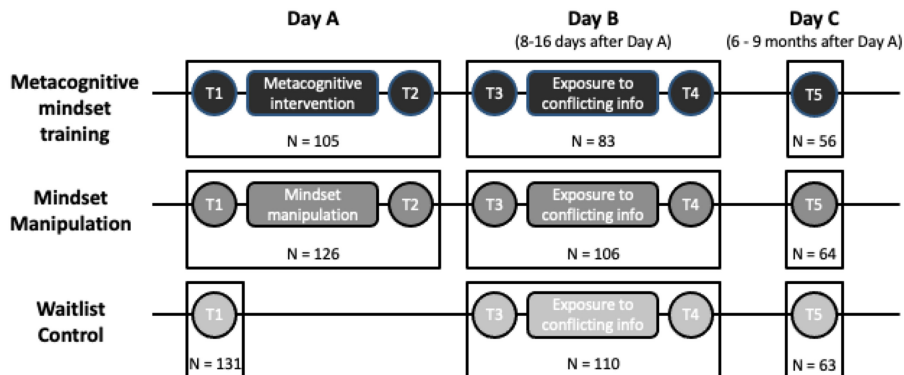 Day A
Day B
Day C
(8-16 days after Day A)
(6 - 9 months after Day A)
Metacognitive
mindset
training
T1
Metacognitive
intervention
T2
N = 105
T3
Exposure to
conflicting info
T4
N = 83
T5
N = 56
Mindset
Manipulation
T1
Mindset
manipulation
T2
N = 126
T3
Exposure to
conflicting info
T4
N = 106
T5
N = 64
Waitlist
Control
T1
N = 131
T3
Exposure to
conflicting info
T4
N = 110
T5
N = 63